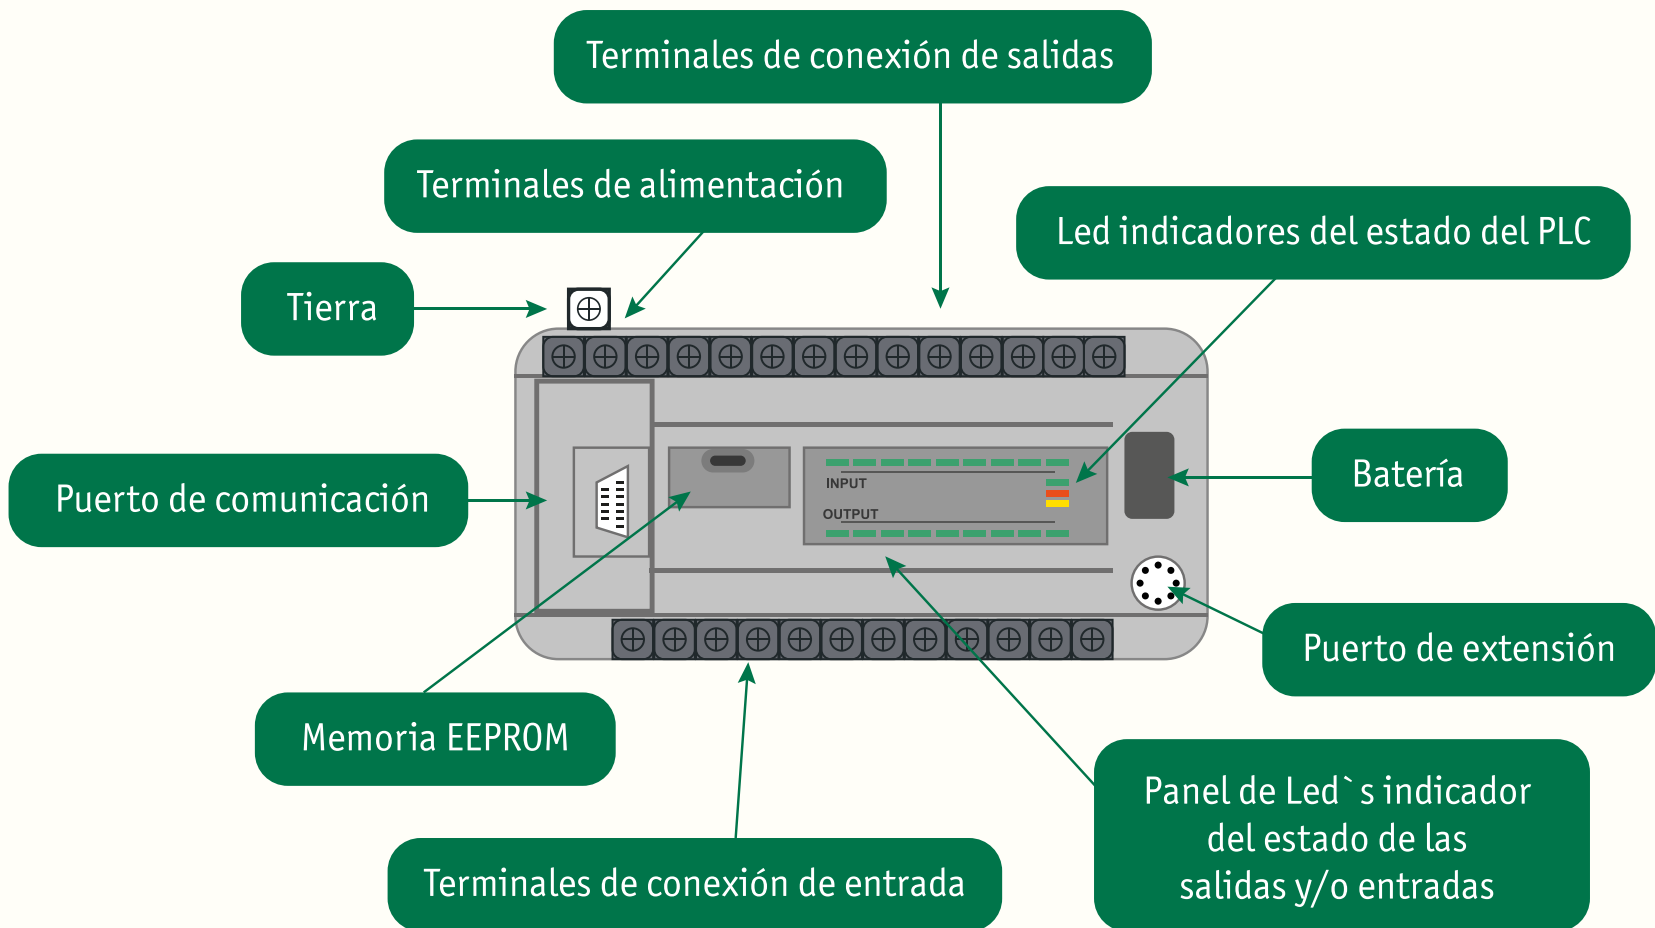 Terminales de conexión de salidas
Terminales de alimentación
Led indicadores del estado del PLC
Tierra
Puerto de comunicación
INPUT
OUTPUT
Batería
Puerto de extensión
Memoria EEPROM
Panel de Led`s indicador
del estado de las
salidas y/o entradas
Terminales de conexión de entrada